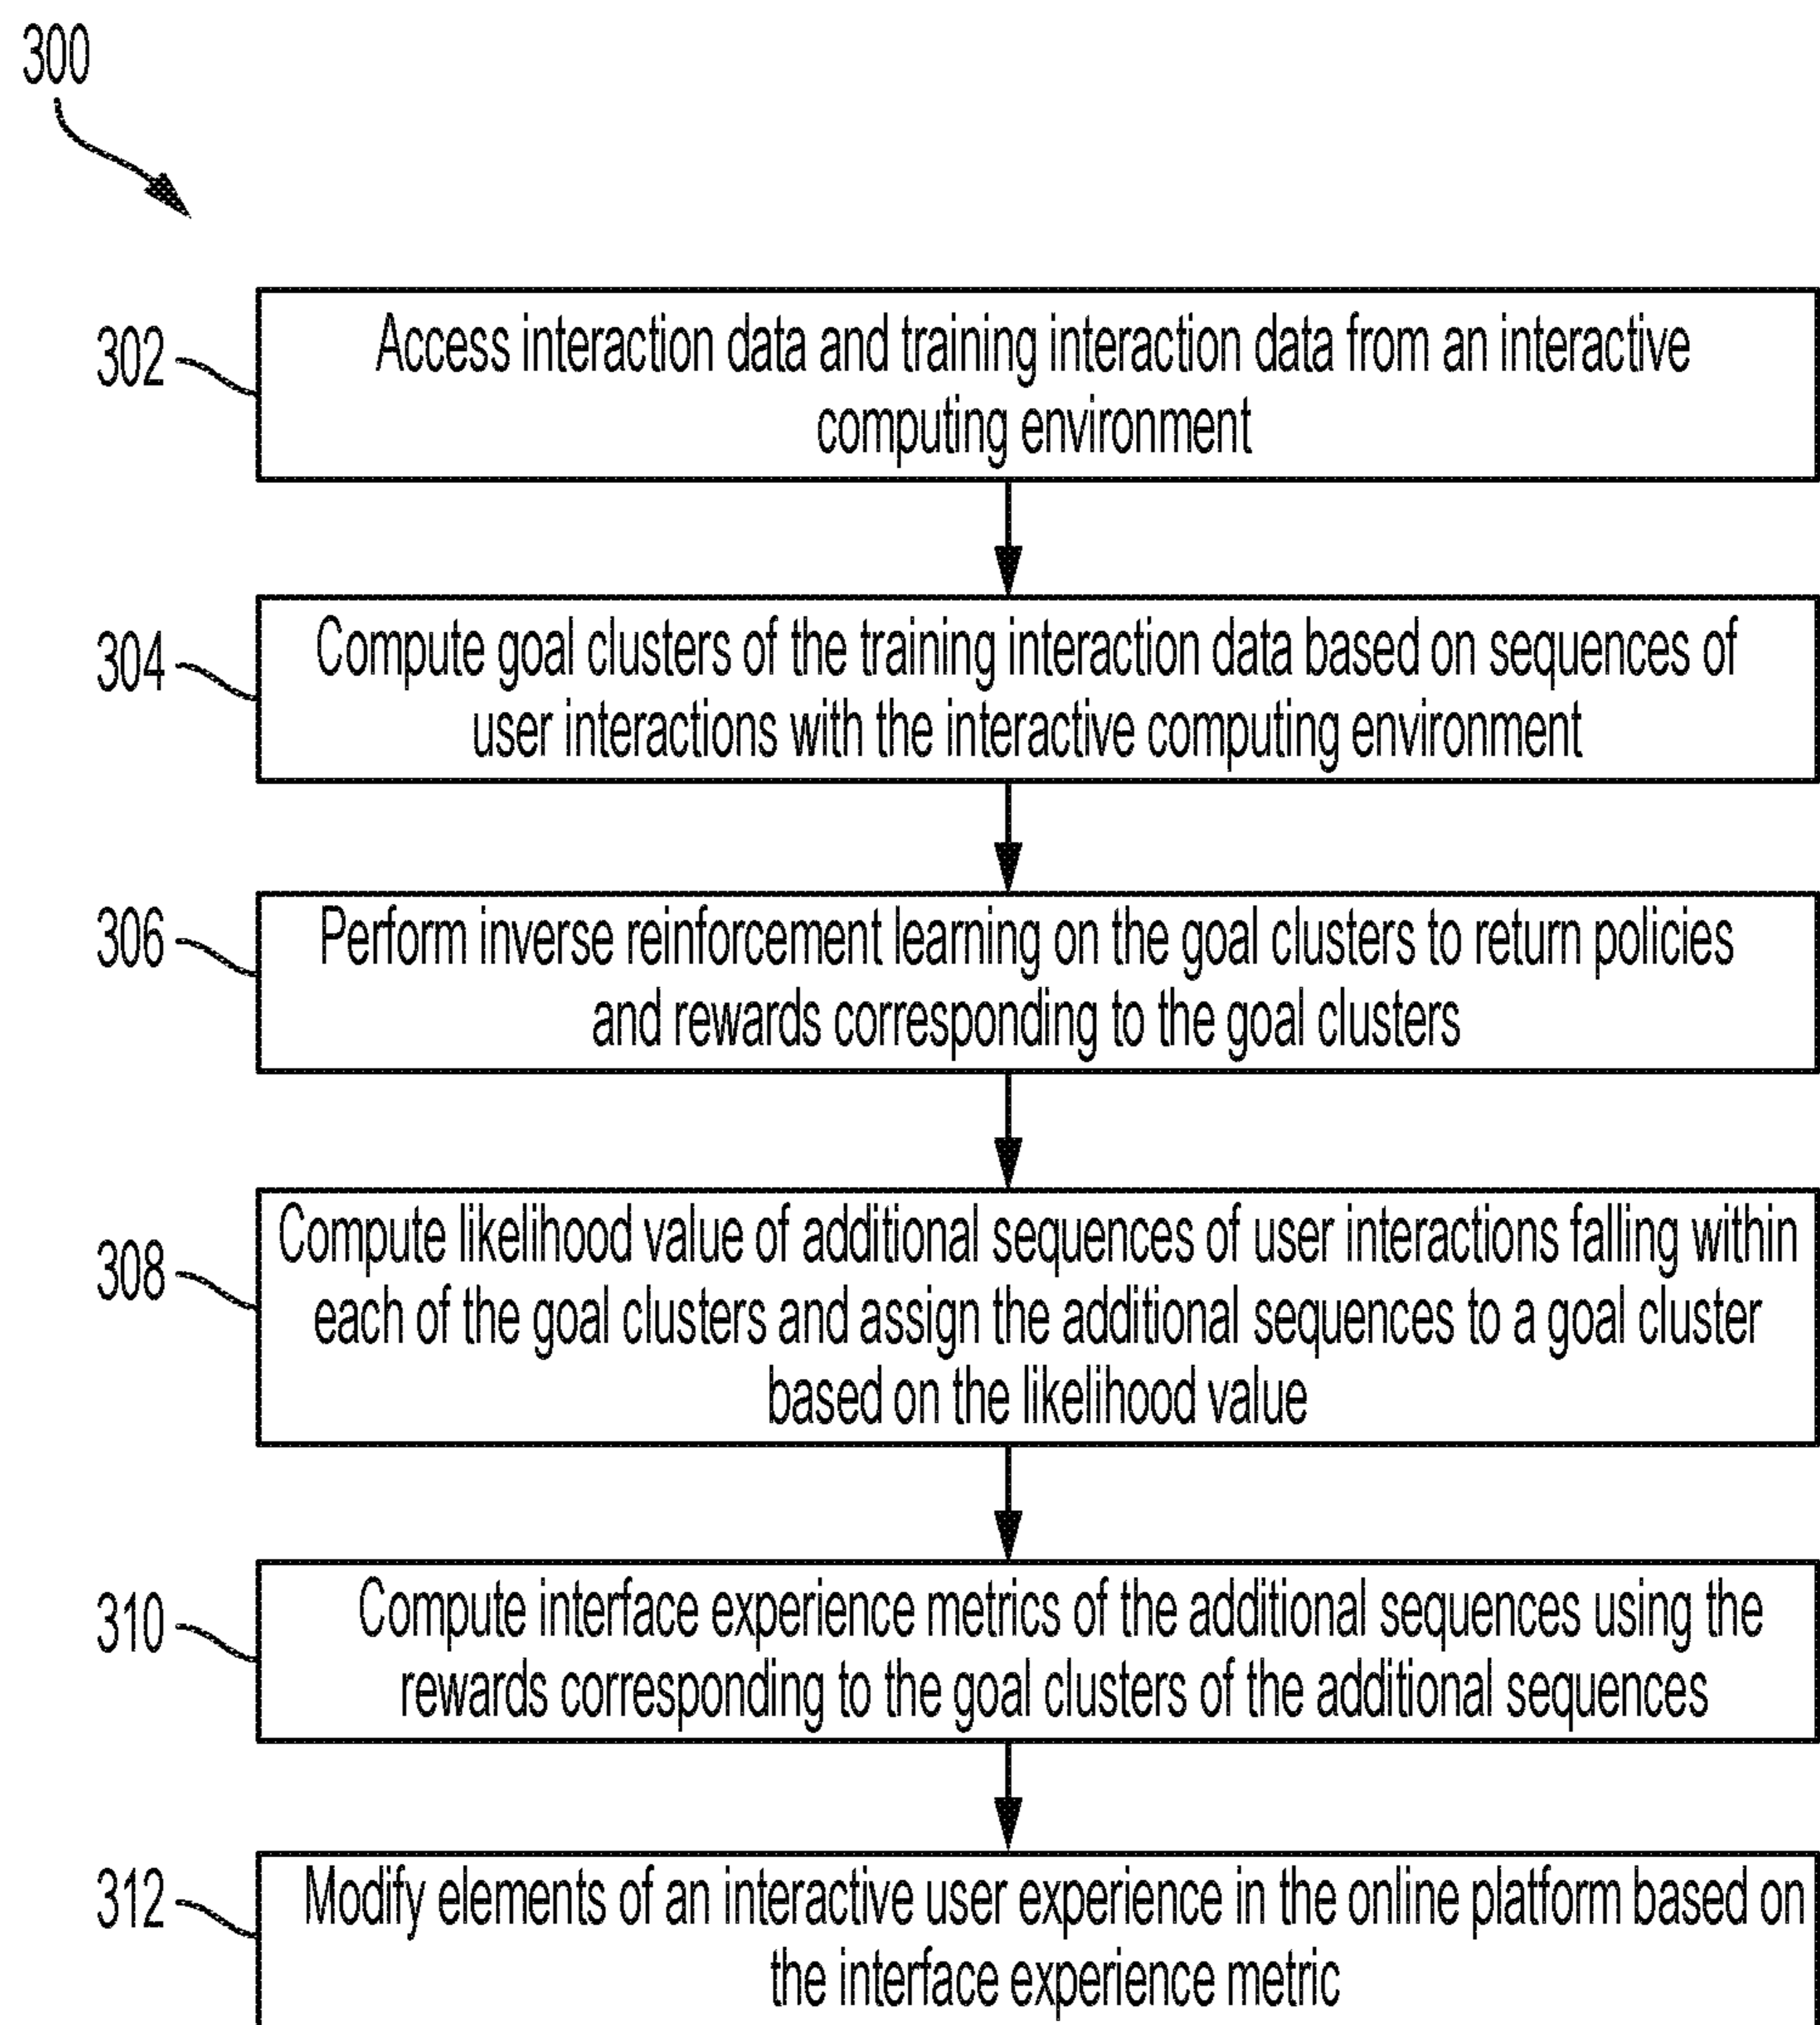 300
302
Access interaction data and training interaction data from an interactive
computing environment
304
Compute goal clusters of the training interaction data based on sequences of
user interactions with the interactive computing environment
306
Perform inverse reinforcement learning on the goal clusters to return policies
and rewards corresponding to the goal clusters
308
Compute likelihood value of additional sequences of user interactions falling within
each of the goal clusters and assign the additional sequences to a goal cluster
based on the likelihood value
310
Compute interface experience metrics of the additional sequences using the
rewards corresponding to the goal clusters of the additional sequences
312
Modify elements of an interactive user experience in the online platform based on
the interface experience metric